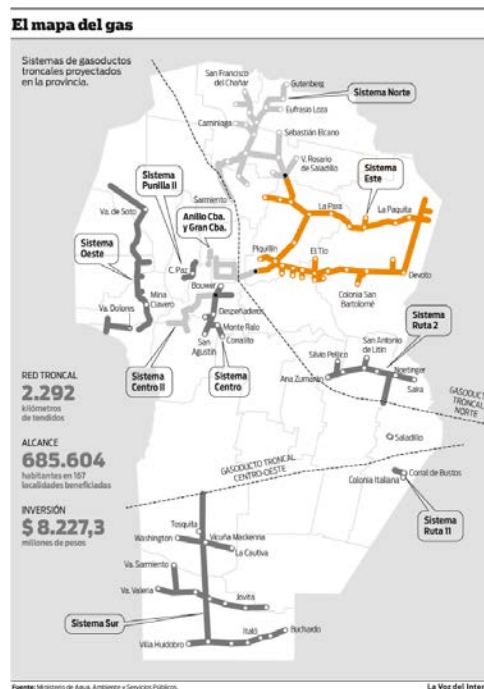 El mapa del gas
Sistemas de gasoductos
troncales proyectados
en la provincia.
San Francisco
del Chañar
Gutenberg
Sistema Norte
Eufrasio Loza
Caminiaga
Sebastián Elcano
V. Rosario
de Saladillo
Sistema
Este
Sistema
Punilla II
Sarmiento
La Para
La Paquita
Va. de Soto
Anillo Cba.
y Gran Cba.
Sistema
Oeste
Piquillín
El Tío
C. Paz
Devoto
Bouwer
Colonia San
Bartolomé
Mina
Clavero
Despeñaderos
Va. Dolores
Monte Ralo
Corralito
San
Agustín
Sistema
Ruta 2
San Antonio
de Litín
Silvio Pellico
Noetinger
Ana Zumarán
Saira
Sistema
Centro II
Sistema
Centro
GASODUCTO
TRONCAL
NORTE
RED TRONCAL
2.292
kilómetros
de tendidos
Saladillo
ALCANCE
685.604
habitantes en 167
localidades beneficiadas
GASODUCTO TRONCAL
CENTRO-OESTE
Corral de Bustos
Colonia Italiana
INVERSIÓN
$ 8.227,3
millones de pesos
Sistema
Ruta 11
Tosquita
Washington
Vicuña Mackenna
La Cautiva
Va. Sarmiento
Va. Valeria
Jovita
Sistema Sur
Italó
Buchardo
Villa Huidobro
Fuente: Ministerio de Agua, Ambiente y Servicios Públicos.
La Voz del Inter